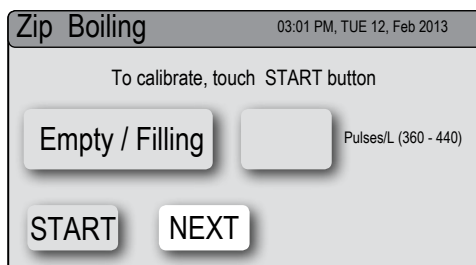 Zip Boiling 03:01 PM, TUE 12, Feb 2013
To calibrate, touch START button
Empty / Filling Pulses/L (360 - 440)
START NEXT